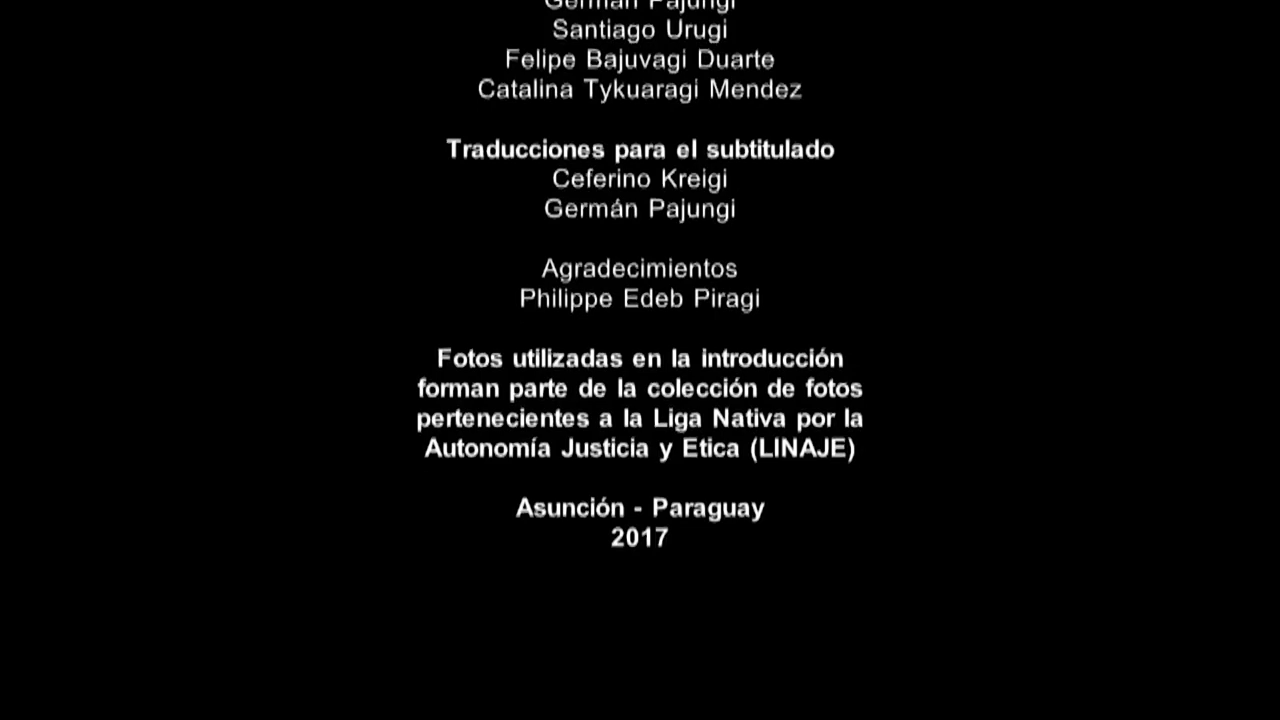 Germán Pajungi
Santiago Urugi
Felipe Bajuvagi Duarte
Catalina Tykuaragi Mendez
Traducciones para el subtitulado
Ceferino Kreigi
Germán Pajungi
Agradecimientos
Philippe Edeb Piragi
Fotos utilizadas en la introducción
forman parte de la colección de fotos
pertenecientes a la Liga Nativa por la
Autonomía Justicia y Etica (LINAJE)
Asunción - Paraguay
2017